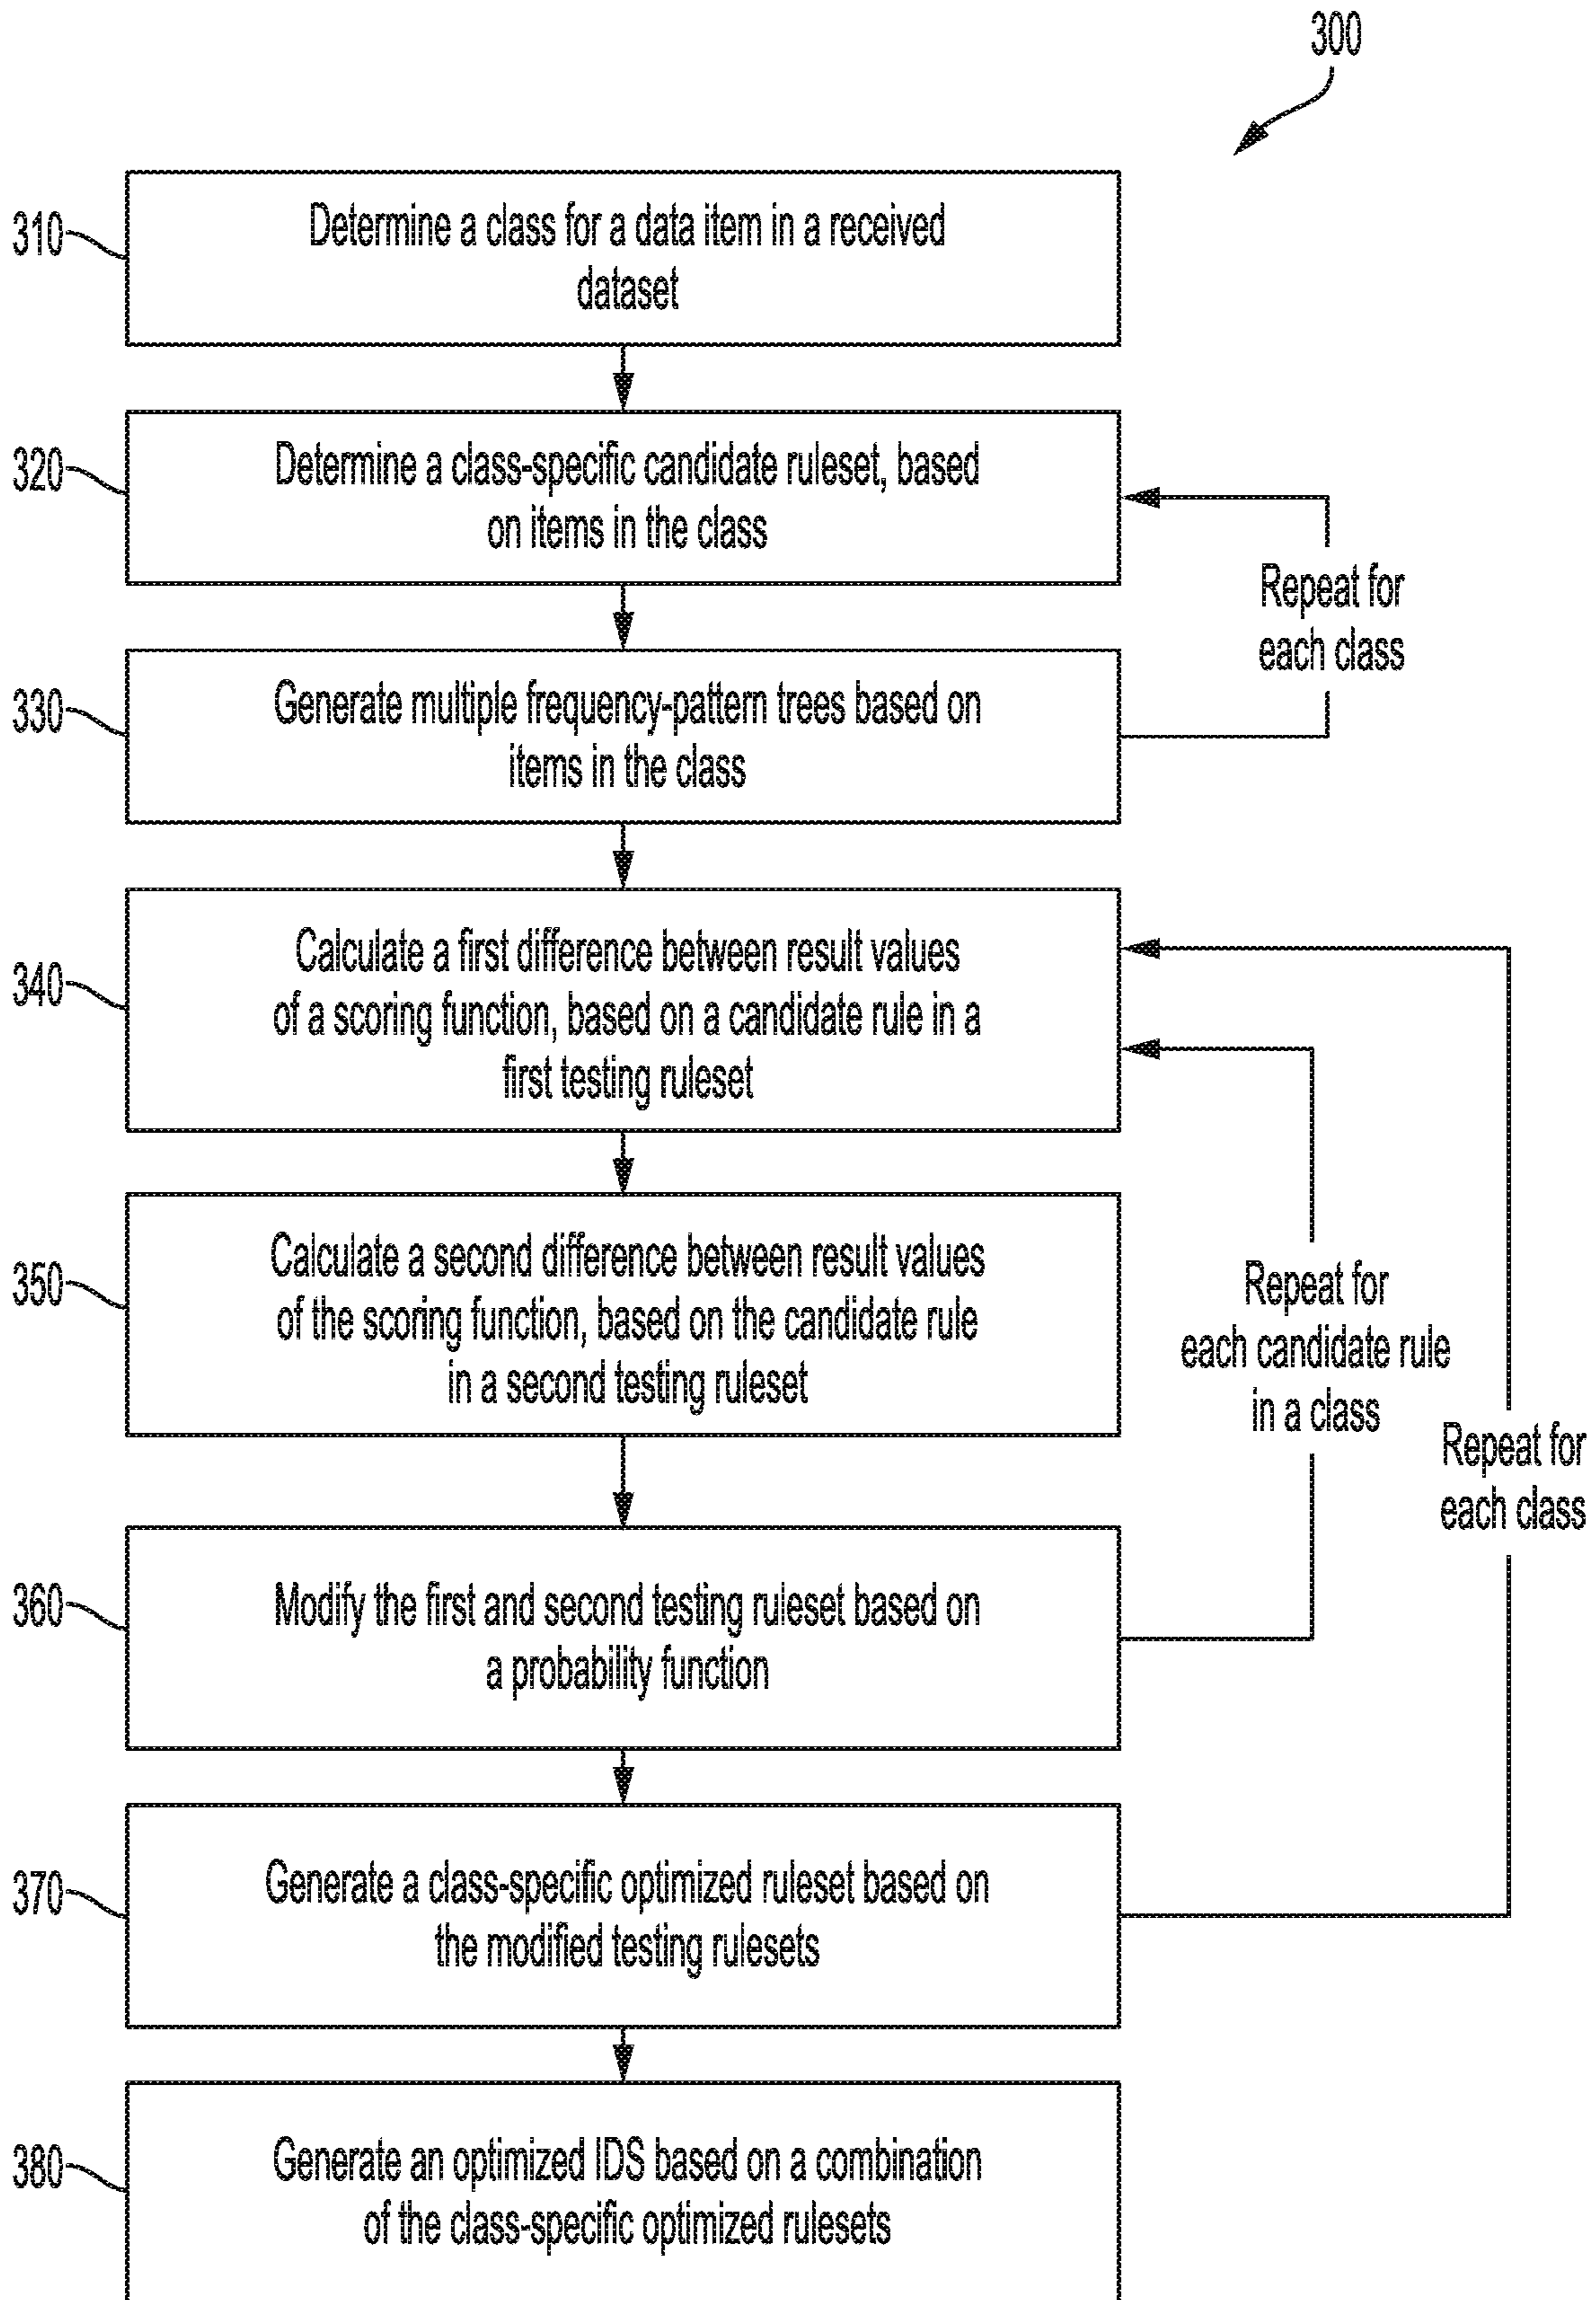 300
310
Determine a class for a data item in a received
dataset
320
Determine a class-specific candidate ruleset, based
on items in the class
Repeat for
each class
330
Generate multiple frequency-pattern trees based on
items in the class
340
Calculate a first difference between result values
of a scoring function, based on a candidate rule in a
first testing ruleset
350
Calculate a second difference between result values
of the scoring function, based on the candidate rule
in a second testing ruleset
Repeat for
each candidate rule
in a class
Repeat for
each class
360
Modify the first and second testing ruleset based on
a probability function
370
Generate a class-specific optimized ruleset based on
the modified testing rulesets
380
Generate an optimized IDS based on a combination
of the class-specific optimized rulesets